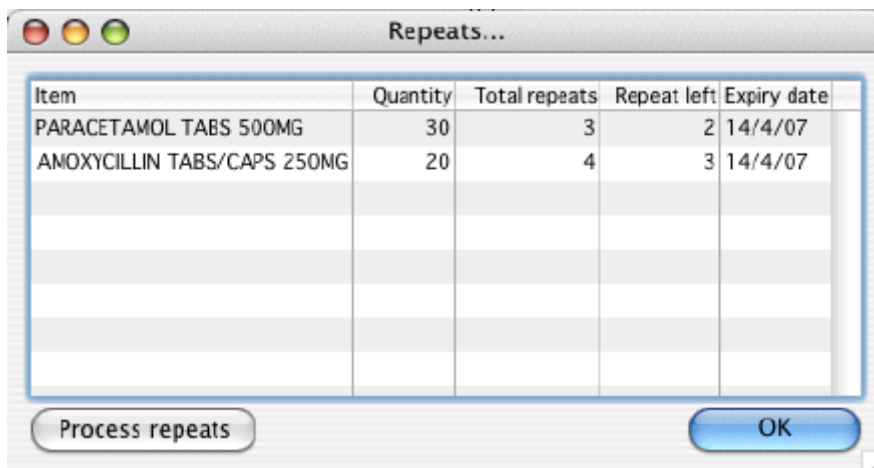 Repeats...
Item Quantity Total repeats Repeat left Expiry date
PARACETAMOL TABS 500MG 30 3 2 14/4/07
AMOXYCILLIN TABS/CAPS 250MG 20 4 3 14/4/07
Process repeats OK